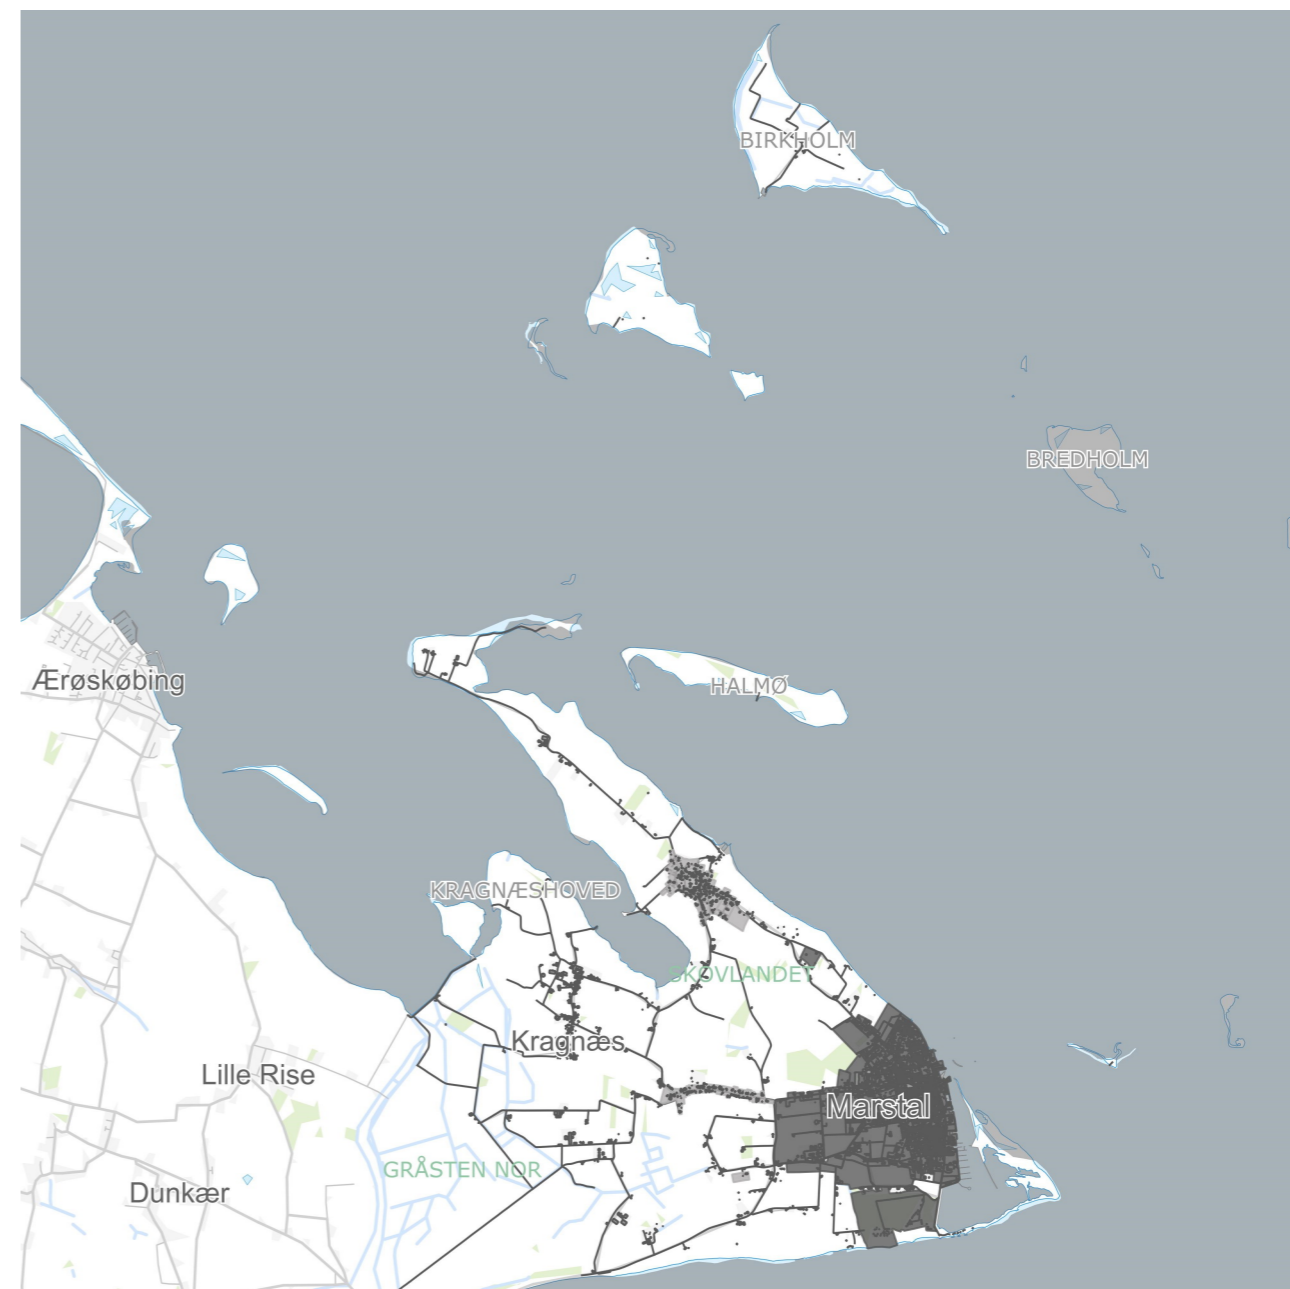 BIRKHOLM
BREDHOLM
Ærøskøbing
HALMØ
KRAGNÆSHOVED
SKOVLANDET
Kragnæs
Lille Rise
Marstal
GRÅSTEN NOR
Dunkær